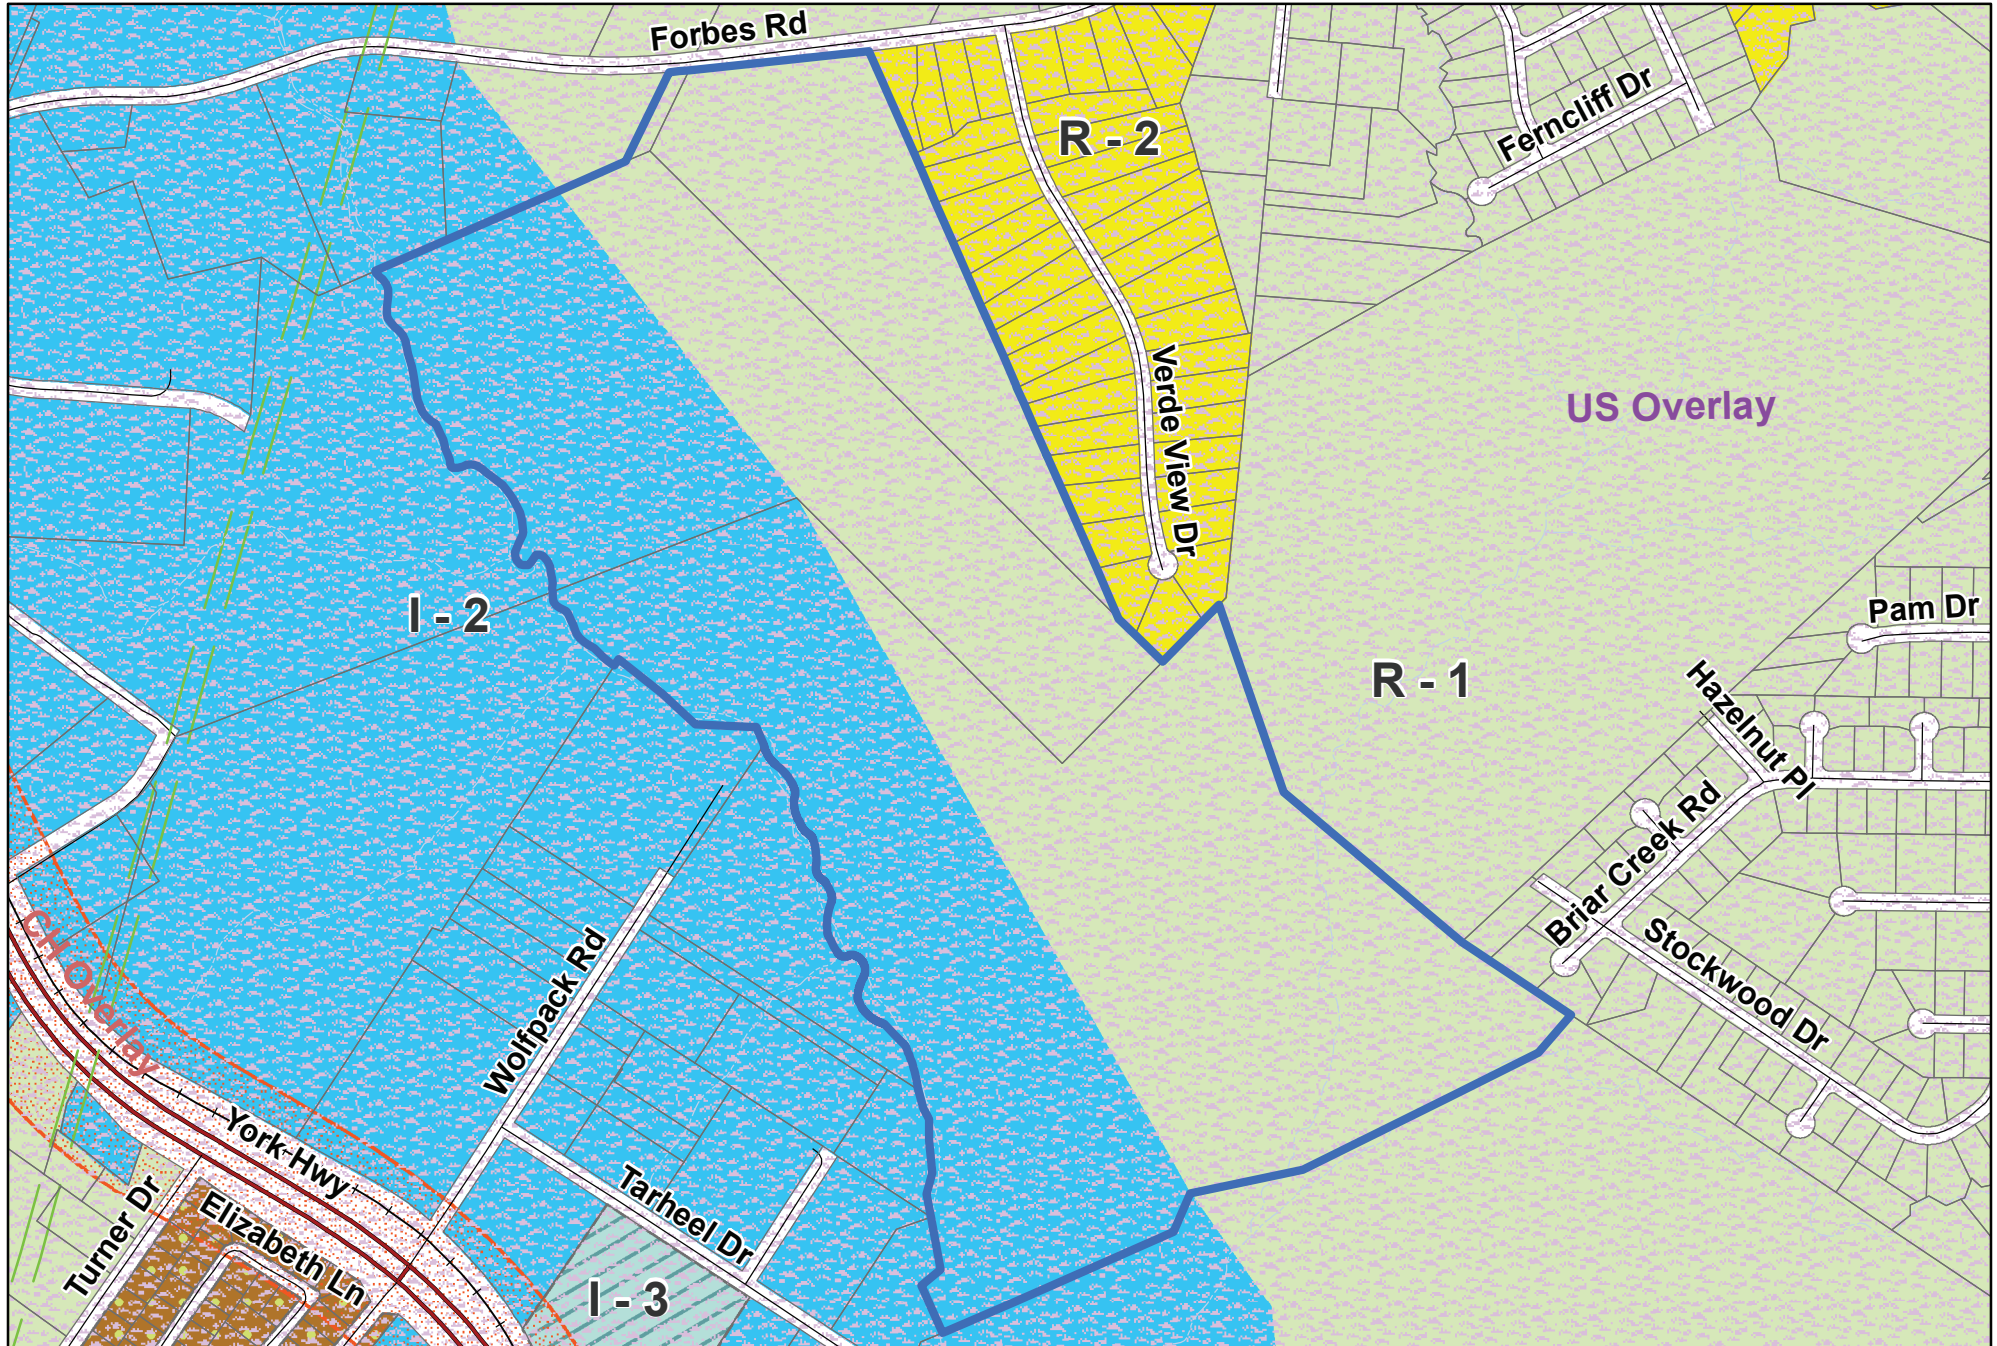 Forbes Rd
Ferncliff Dr
R - 2
Verde View Dr
US Overlay
I - 2
Pam Dr
R - 1
Hazelnut Pl
Briar Creek Rd
Stockwood Dr
CH Overlay
Wolfpack Rd
York Hwy
Turner Dr
Elizabeth Ln
Tarheel Dr
I - 3